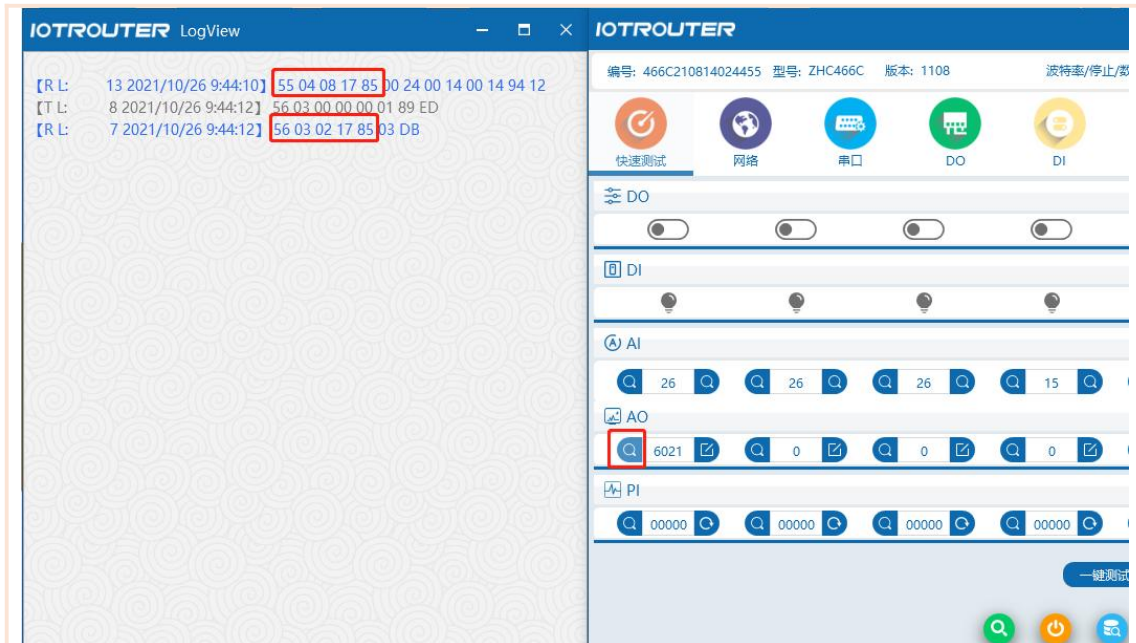 IOTROUTER LogView
【R L: 13 2021/10/26 9:44:10】 55 04 08 17 85 00 24 00 14 00 14 94 12
【T L: 8 2021/10/26 9:44:12】 56 03 00 00 00 01 89 ED
【R L: 7 2021/10/26 9:44:12】 56 03 02 17 85 03 DB
IOTROUTER
编号: 466C210814024455 型号: ZHC466C 版本: 1108 波特率/停止/数
快速测试 网络 串口 DO DI
DO
DI
AI
26 26 26 15
AO
6021 0 0 0
PI
00000 00000 00000 00000
一键测试